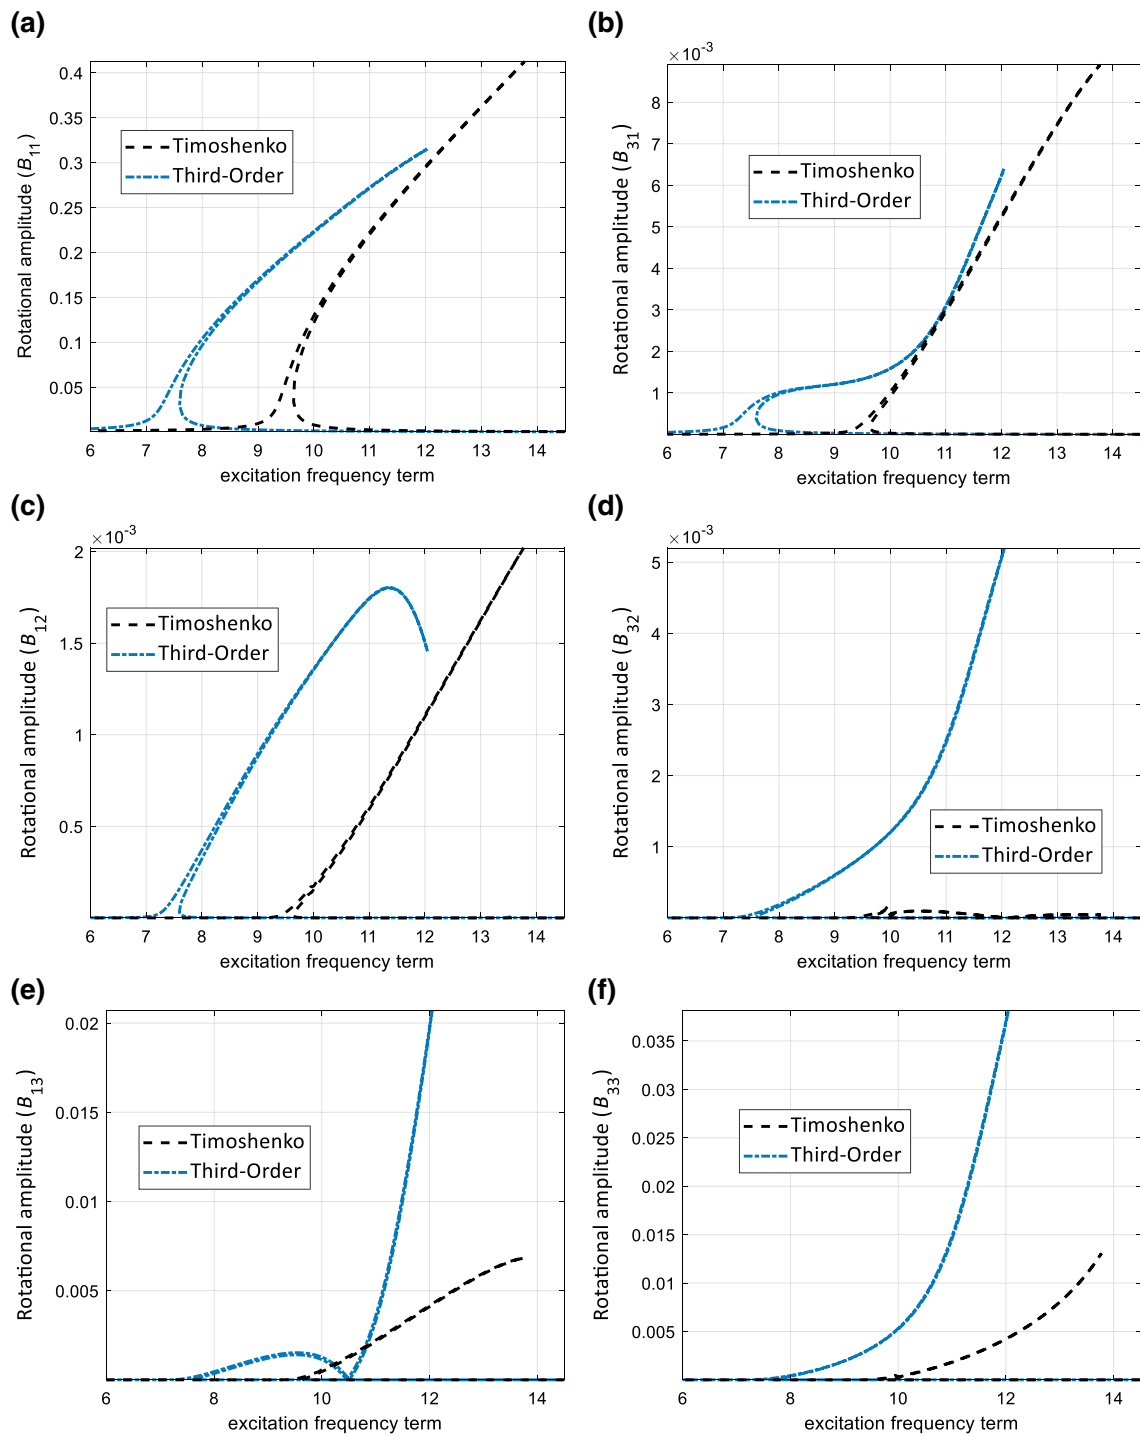 (a)
Rotational amplitude (B11)
0.4
0.35
0.3
0.25
0.2
0.15
0.1
0.05
Timoshenko
Third-Order
6 7 8 9 10 11 12 13 14
excitation frequency term
(b)
×10-3
Rotational amplitude (B31)
8
7
6
5
4
3
2
1
Timoshenko
Third-Order
6 7 8 9 10 11 12 13 14
excitation frequency term
(c)
×10-3
Rotational amplitude (B12)
2
1.5
1
0.5
Timoshenko
Third-Order
6 7 8 9 10 11 12 13 14
excitation frequency term
(d)
×10-3
Rotational amplitude (B32)
5
4
3
2
1
Timoshenko
Third-Order
6 7 8 9 10 11 12 13 14
excitation frequency term
(e)
Rotational amplitude (B13)
0.02
0.015
0.01
0.005
Timoshenko
Third-Order
6 8 10 12 14
excitation frequency term
(f)
Rotational amplitude (B33)
0.035
0.03
0.025
0.02
0.015
0.01
0.005
Timoshenko
Third-Order
6 8 10 12 14
excitation frequency term